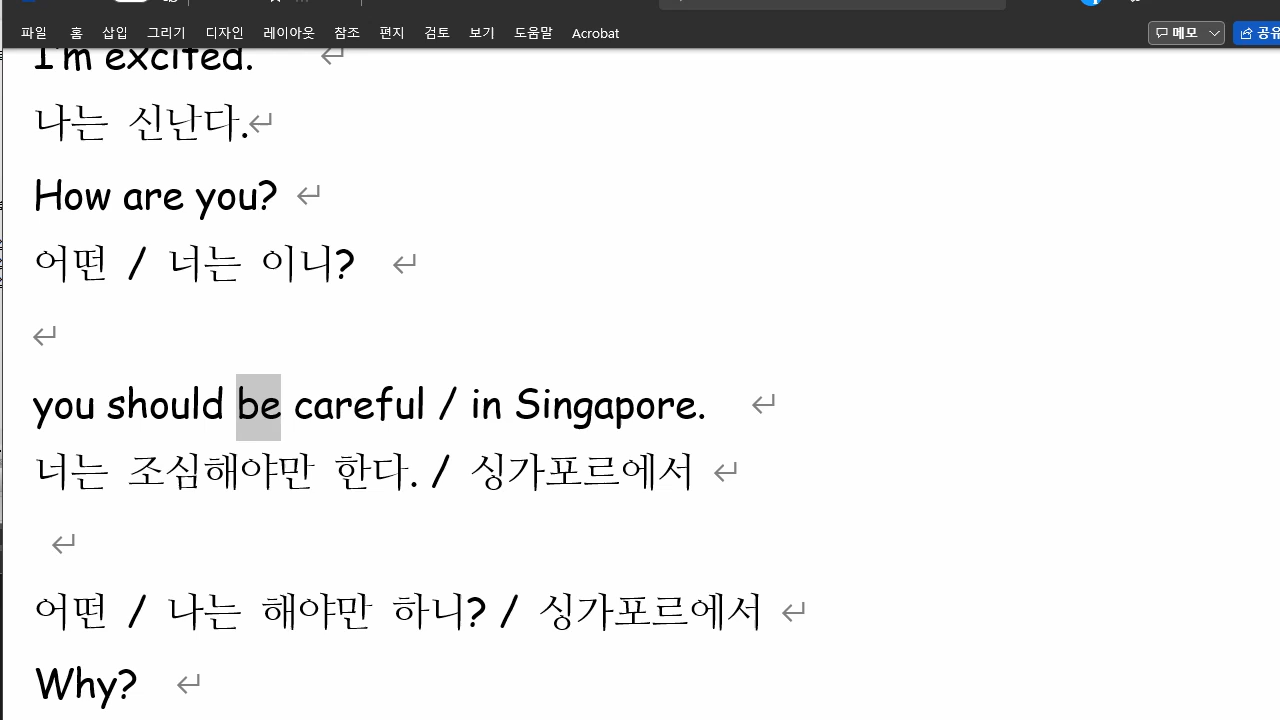 파일 홈 삽입 그리기 디자인 레이아웃 참조 편지 검토 보기 도움말 Acrobat 메모 공유
I'm excited.
나는 신난다.
How are you?
어떤 / 너는 이니?
you should be careful / in Singapore.
너는 조심해야만 한다. / 싱가포르에서
어떤 / 나는 해야만 하니? / 싱가포르에서
Why?